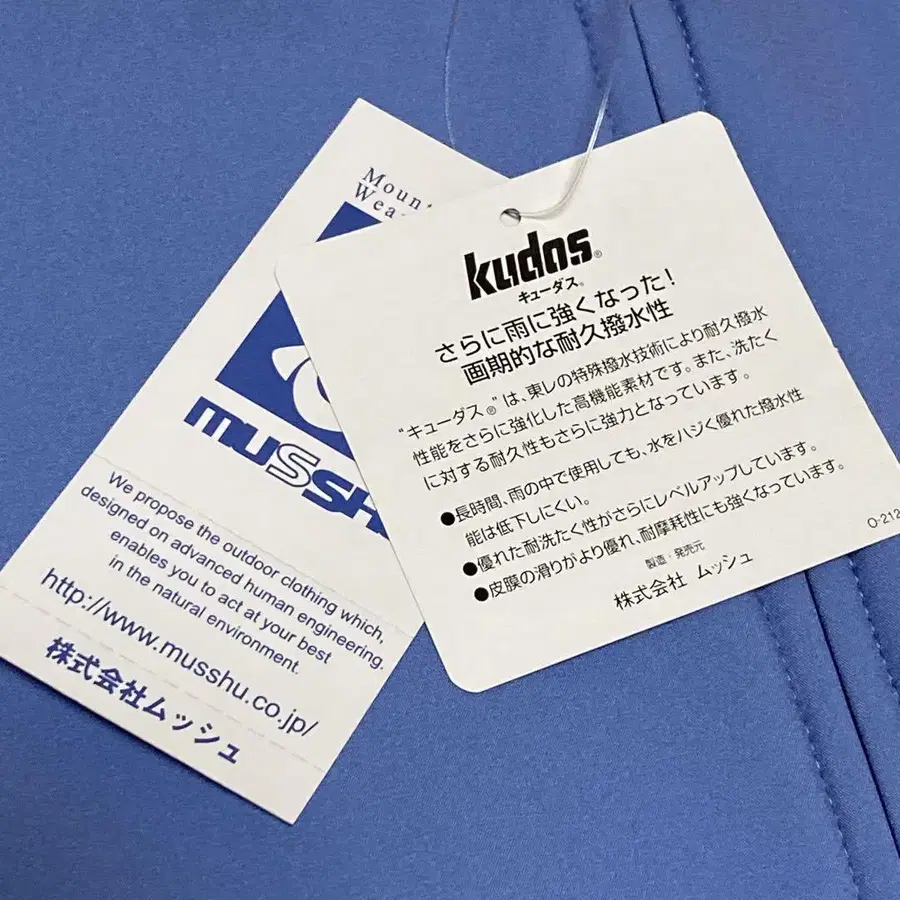 Moun
Wea
musshu
We propose the outdoor clothing which,
designed on advanced human engineering.
enables you to act at your best
in the natural environment.
http://www.musshu.co.jp/
株式会社ムッシュ
kudos®
キューダス®
さらに雨に強くなった!
画期的な耐久撥水性
“キューダス®”は、東レの特殊撥水技術により耐久撥水
性能をさらに強化した高機能素材です。また、洗たく
に対する耐久性もさらに強力となっています。
●長時間、雨の中で使用しても、水をハジく優れた撥水性
能は低下しにくい。
●優れた耐洗たく性がさらにレベルアップしています。
●皮膜の滑りがより優れ、耐摩耗性にも強くなっています。
製造・発売元
株式会社 ムッシュ
O-212